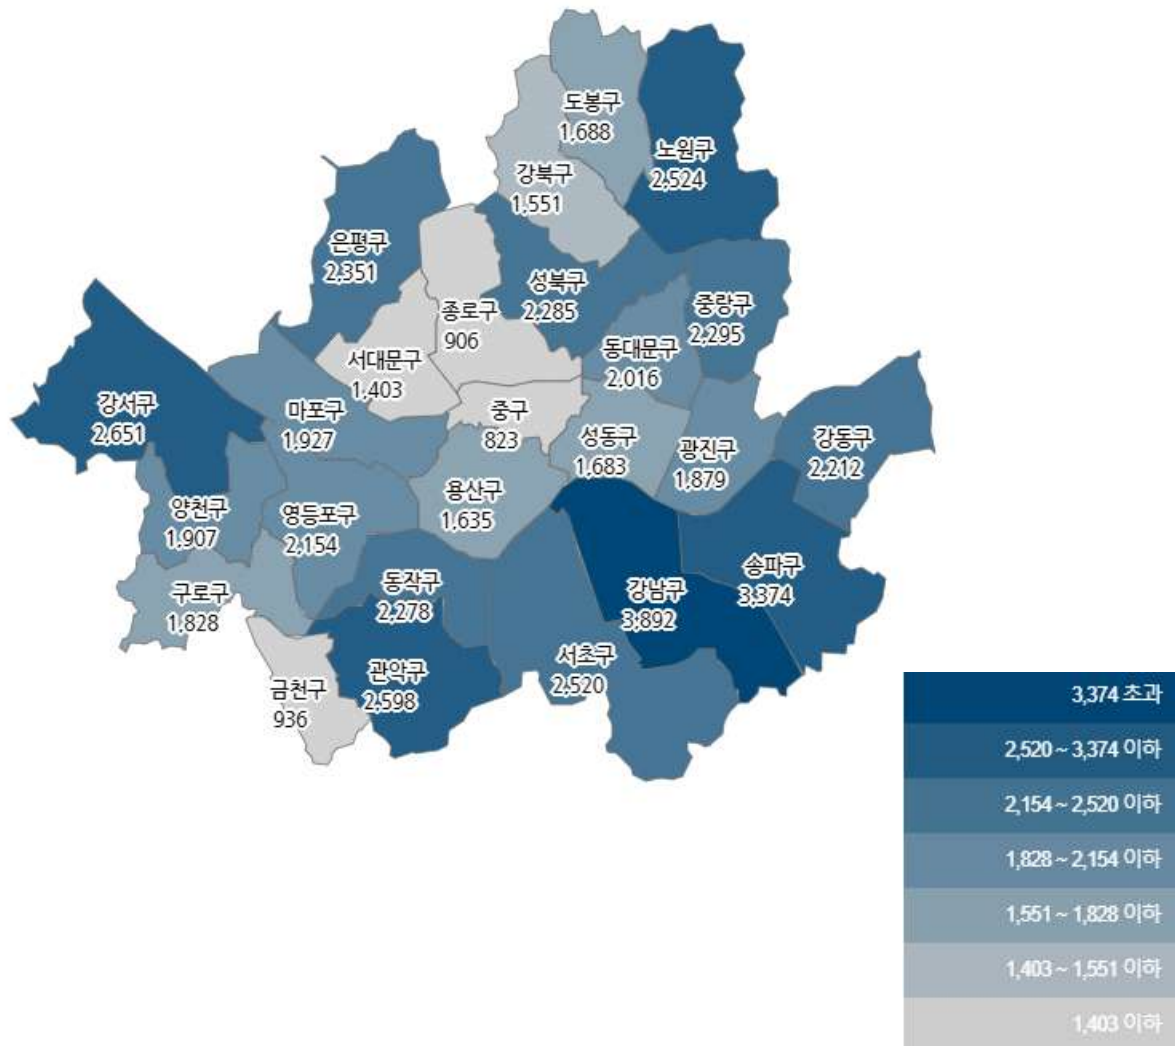 도봉구
1,688
노원구
2,524
강북구
1,551
은평구
2,351
성북구
2,285
중랑구
2,295
종로구
906
동대문구
2,016
서대문구
1,403
강서구
2,651
마포구
1,927
중구
823
성동구
1,683
광진구
1,879
강동구
2,212
양천구
1,907
영등포구
2,154
용산구
1,635
구로구
1,828
동작구
2,278
강남구
3,892
송파구
3,374
서초구
2,520
관악구
2,598
금천구
936
3,374 초과
2,520 ~ 3,374 이하
2,154 ~ 2,520 이하
1,828 ~ 2,154 이하
1,551 ~ 1,828 이하
1,403 ~ 1,551 이하
1,403 이하